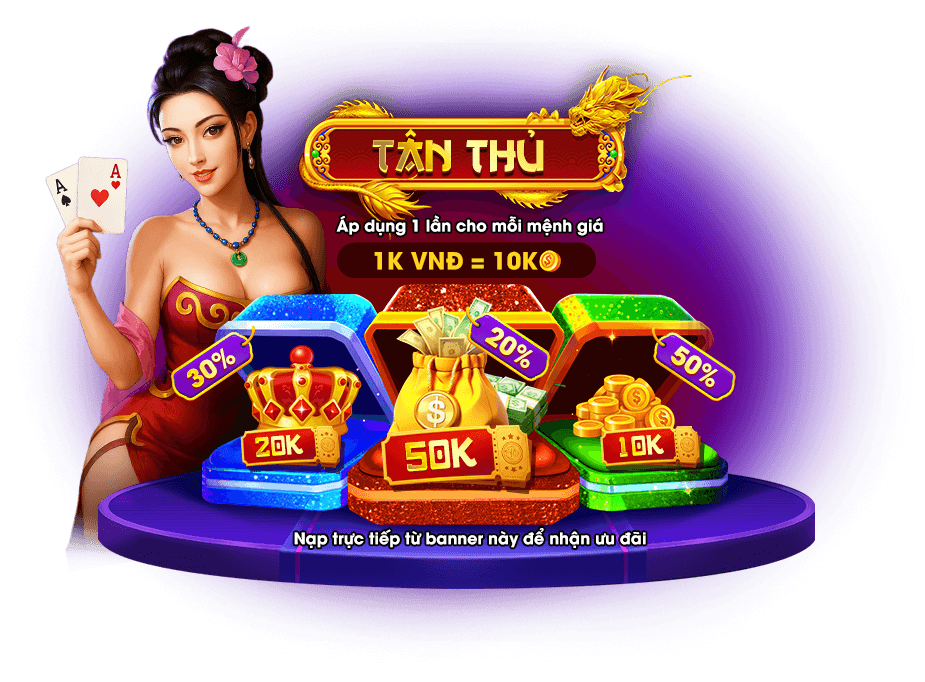 TÂN THỦ
Áp dụng 1 lần cho mỗi mệnh giá
1K VNĐ = 10K
A
A
30%
20%
50%
20K
50K
10K
Nạp trực tiếp từ banner này để nhận ưu đãi